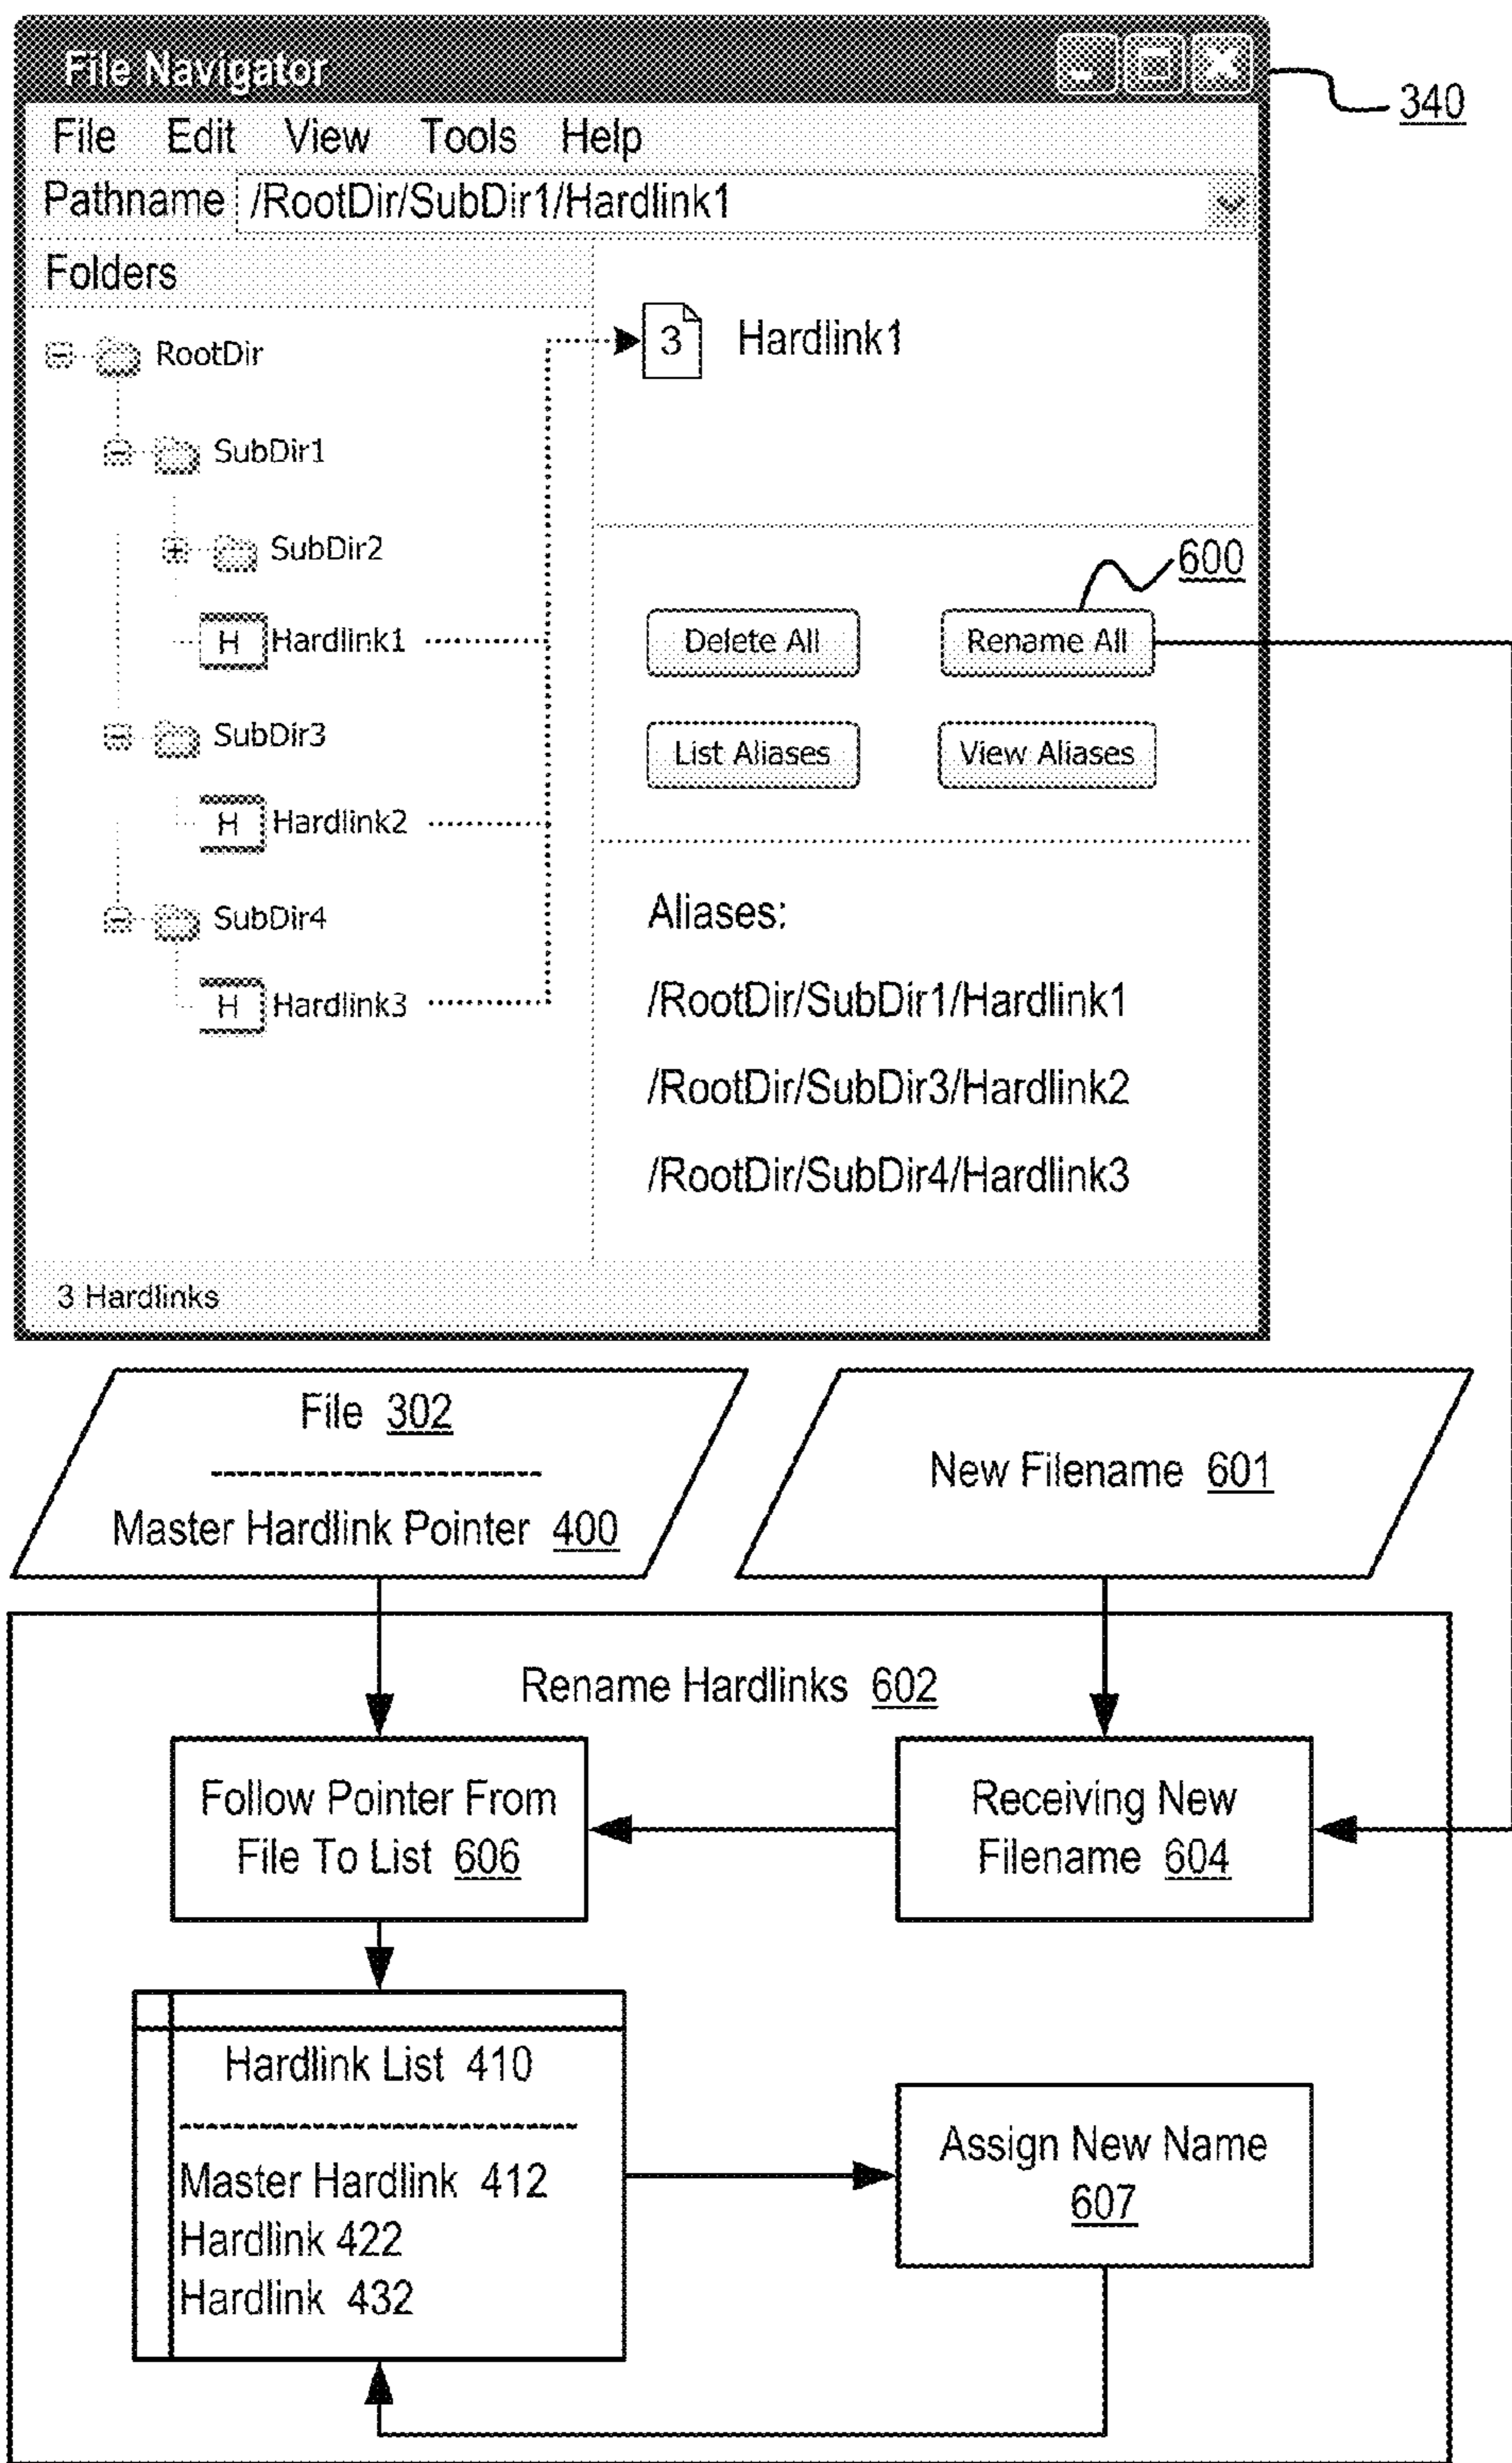 File Navigator
340
File Edit View Tools Help
Pathname /RootDir/SubDir1/Hardlink1
Folders
RootDir
SubDir1
SubDir2
H Hardlink1
SubDir3
H Hardlink2
SubDir4
H Hardlink3
3 Hardlink1
600
Delete All Rename All
List Aliases View Aliases
Aliases:
/RootDir/SubDir1/Hardlink1
/RootDir/SubDir3/Hardlink2
/RootDir/SubDir4/Hardlink3
3 Hardlinks
File 302
Master Hardlink Pointer 400
New Filename 601
Rename Hardlinks 602
Follow Pointer From
File To List 606
Receiving New
Filename 604
Hardlink List 410
Master Hardlink 412
Hardlink 422
Hardlink 432
Assign New Name
607